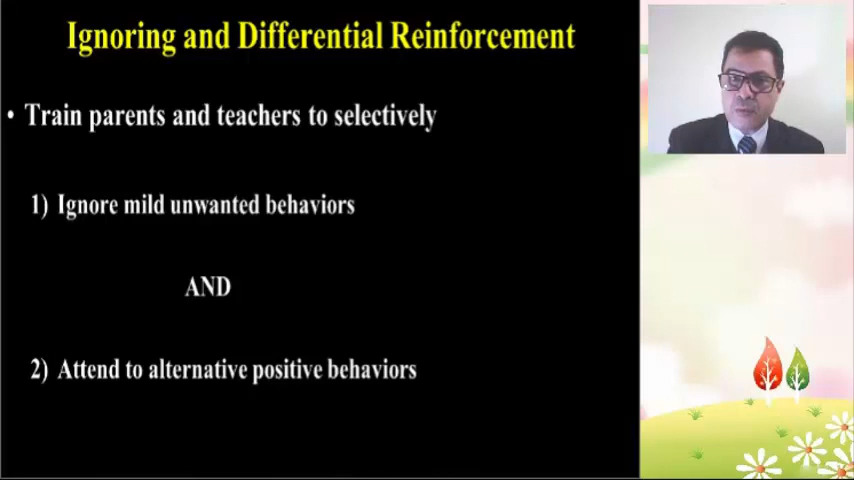 Ignoring and Differential Reinforcement
• Train parents and teachers to selectively
1) Ignore mild unwanted behaviors
AND
2) Attend to alternative positive behaviors